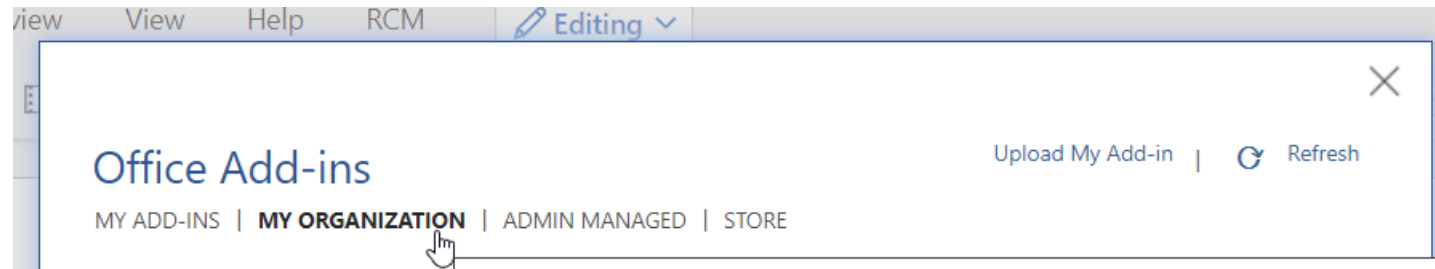 view View Help RCM Editing
Office Add-ins
Upload My Add-in | Refresh
MY ADD-INS | MY ORGANIZATION | ADMIN MANAGED | STORE